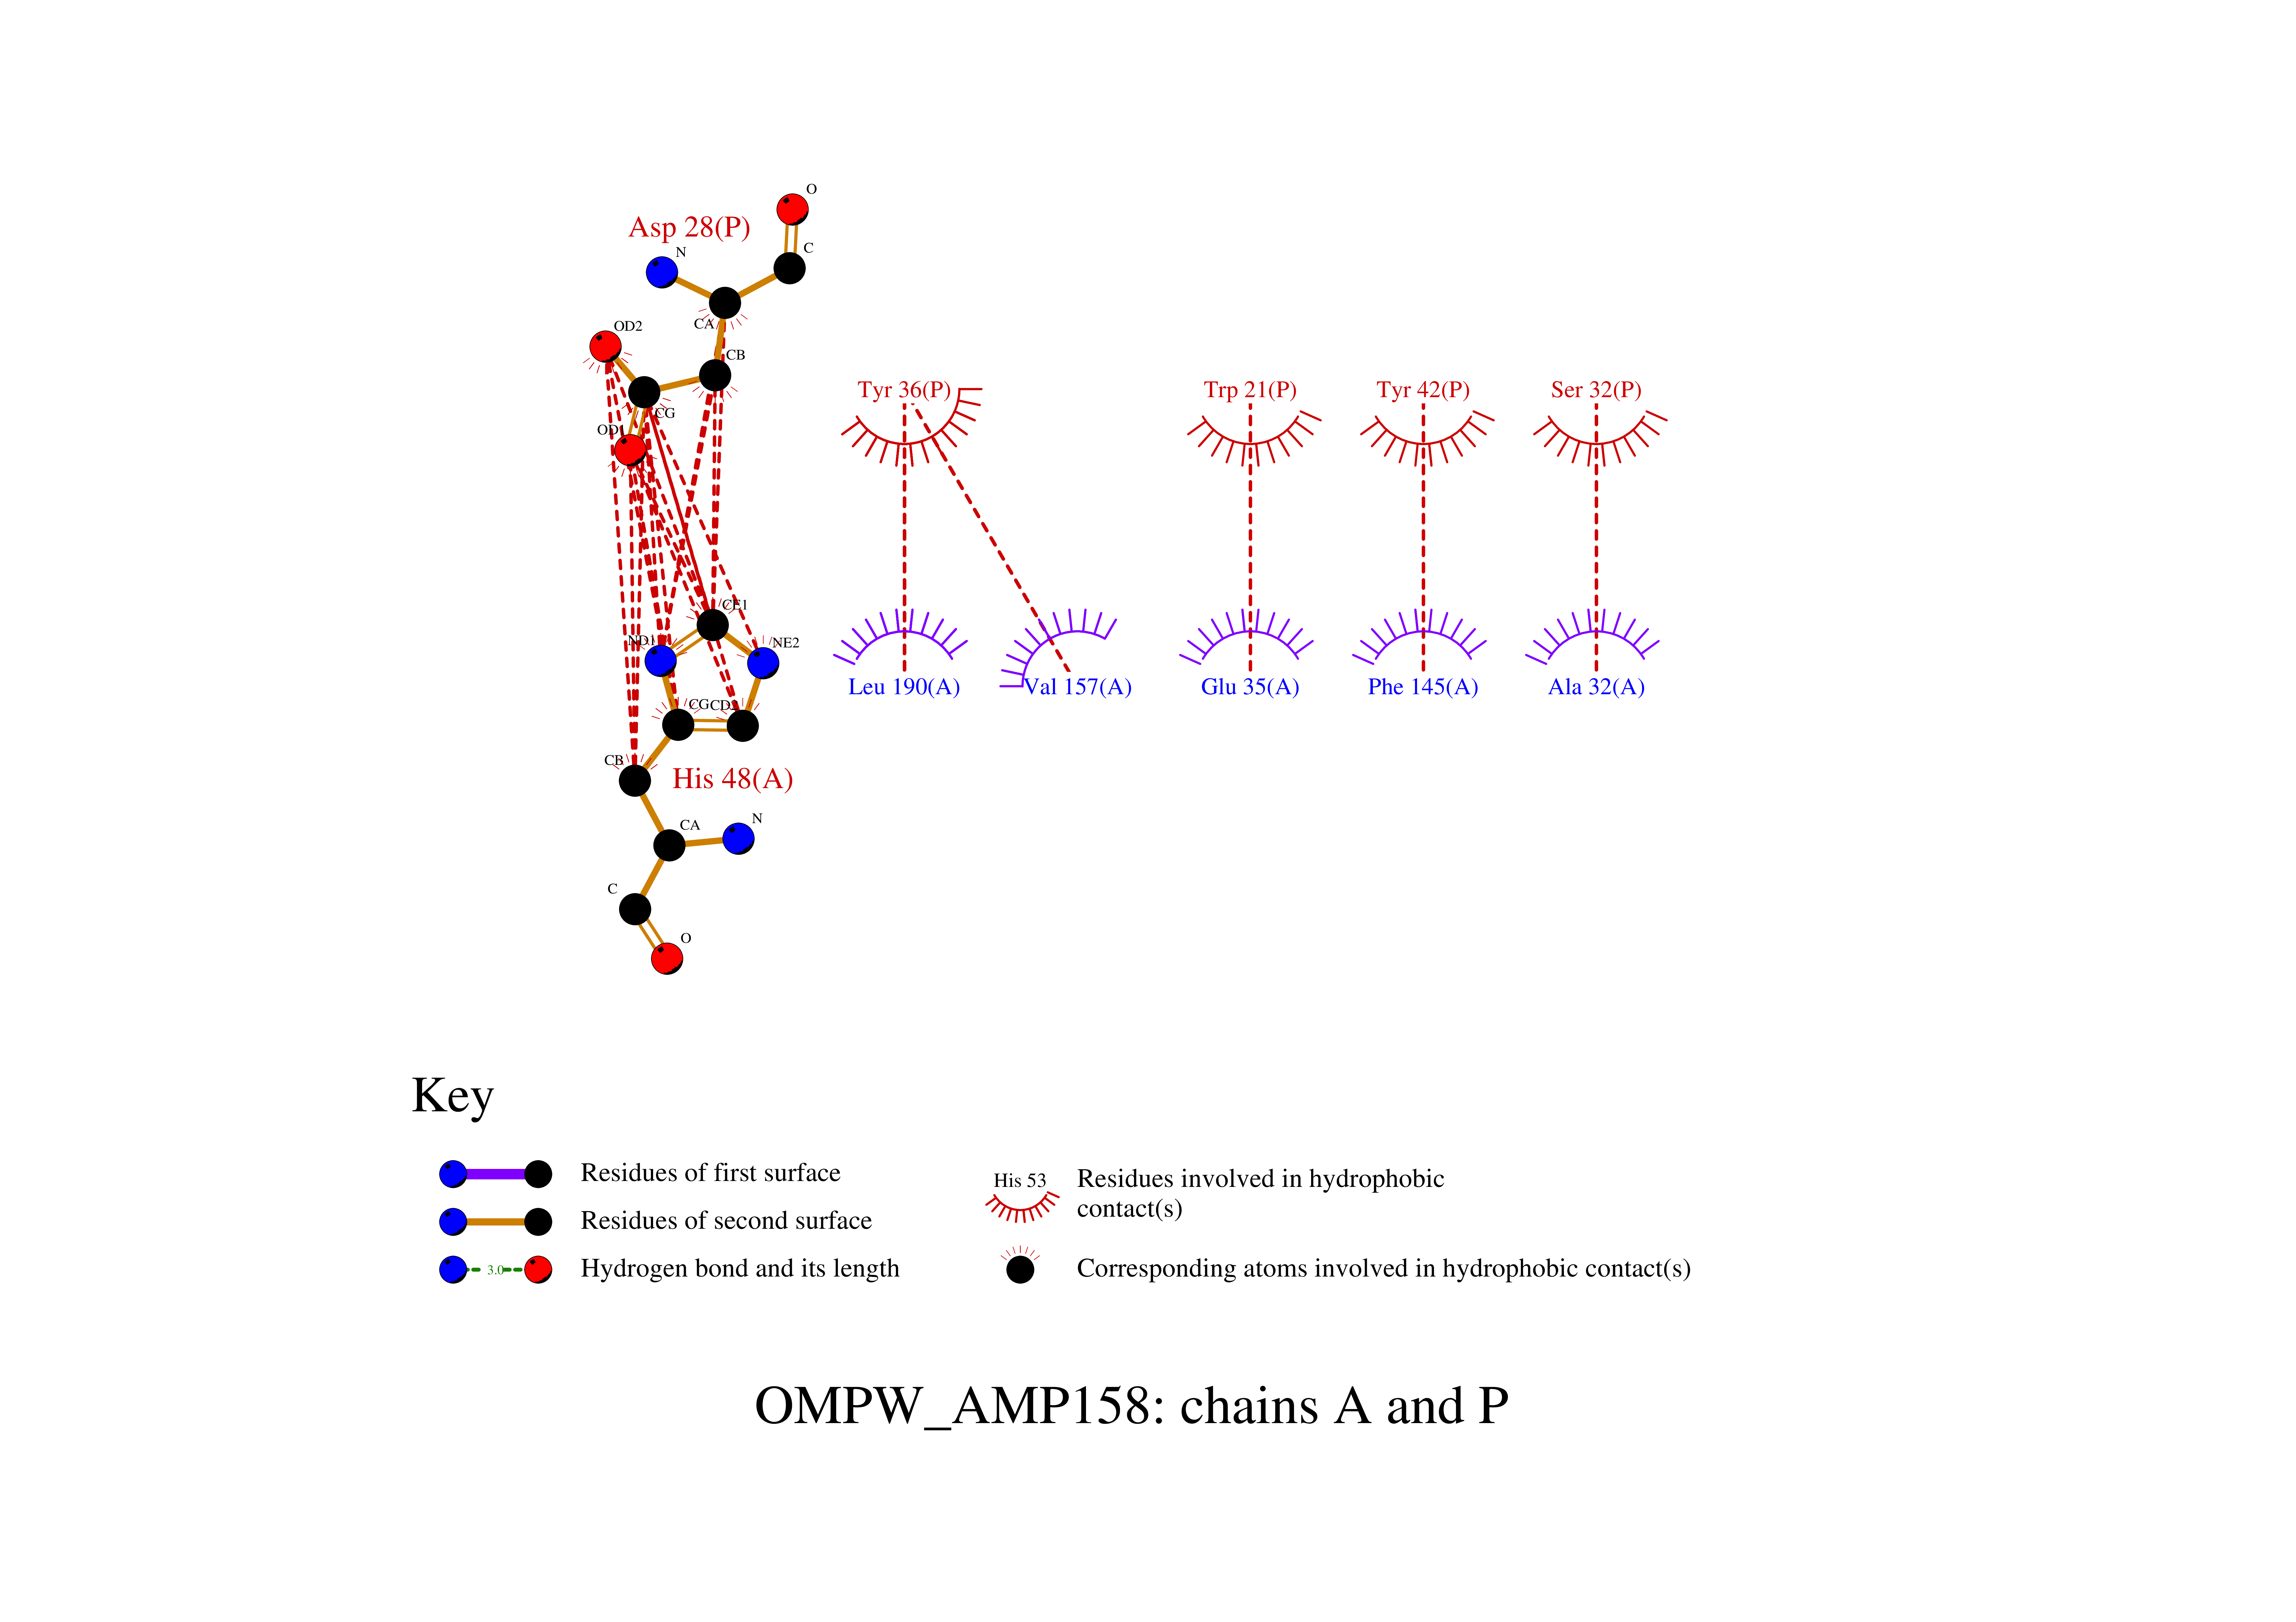 O
Asp 28(P)
C
N
CA
OD2
CB
CG
OD1
Tyr 36(P)
Trp 21(P)
Tyr 42(P)
Ser 32(P)
CE1
ND1
NE2
Leu 190(A)
Val 157(A)
Glu 35(A)
Phe 145(A)
Ala 32(A)
CG
CD2
CB
His 48(A)
CA
N
C
O
Key
Residues of first surface
Residues of second surface
3.0
Hydrogen bond and its length
His 53
Residues involved in hydrophobic
contact(s)
Corresponding atoms involved in hydrophobic contact(s)
OMPW_AMP158: chains A and P